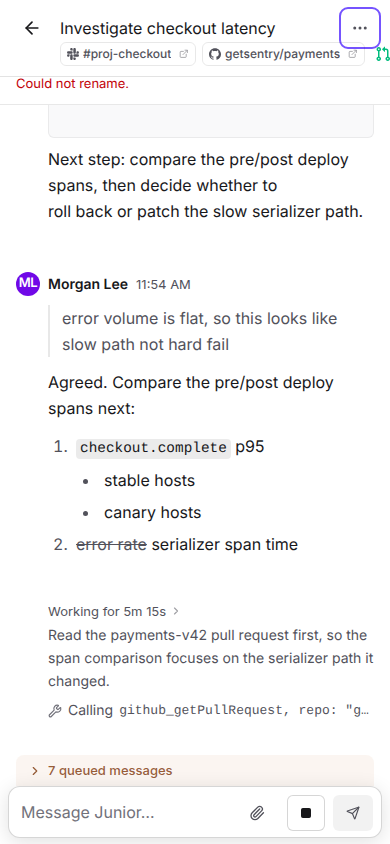 Investigate checkout latency
#proj-checkout getsentry/payments
Could not rename.
Next step: compare the pre/post deploy
spans, then decide whether to
roll back or patch the slow serializer path.
ML Morgan Lee 11:54 AM
error volume is flat, so this looks like
slow path not hard fail
Agreed. Compare the pre/post deploy
spans next:
1. checkout.complete p95
• stable hosts
• canary hosts
2. error rate serializer span time
Working for 5m 15s
Read the payments-v42 pull request first, so the
span comparison focuses on the serializer path it
changed.
Calling github_getPullRequest, repo: "g…
7 queued messages
Message Junior...